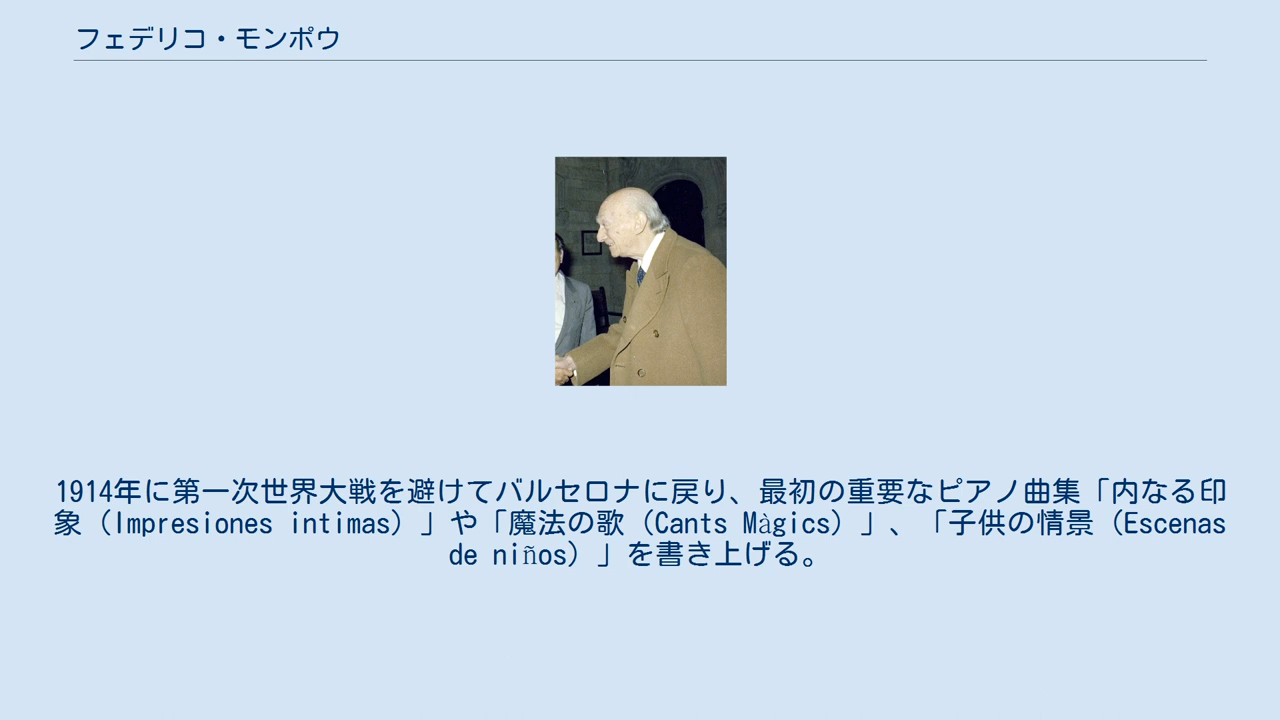 フェデリコ・モンポウ
1914年に第一次世界大戦を避けてバルセロナに戻り、最初の重要なピアノ曲集「内なる印
象（Impresiones intimas）」や「魔法の歌（Cants Màgics）」、「子供の情景（Escenas
de niños）」を書き上げる。